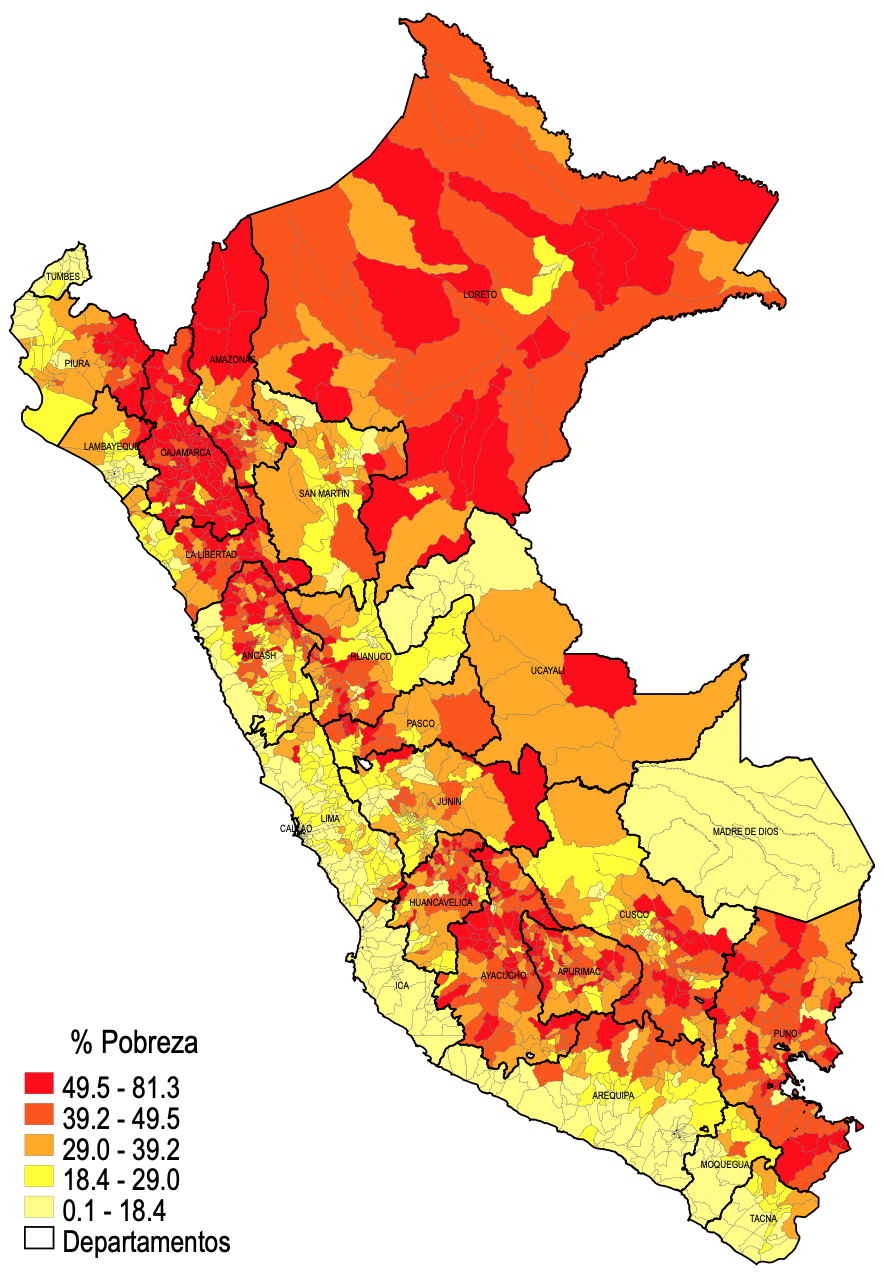 TUMBES
LORETO
PIURA
AMAZONAS
LAMBAYEQUE
CAJAMARCA
SAN MARTIN
LA LIBERTAD
ANCASH
HUANUCO
UCAYALI
PASCO
JUNIN
LIMA
CALLAO
MADRE DE DIOS
HUANCAVELICA
CUSCO
AYACUCHO
APURIMAC
ICA
PUNO
AREQUIPA
MOQUEGUA
TACNA
% Pobreza
49.5 - 81.3
39.2 - 49.5
29.0 - 39.2
18.4 - 29.0
0.1 - 18.4
Departamentos